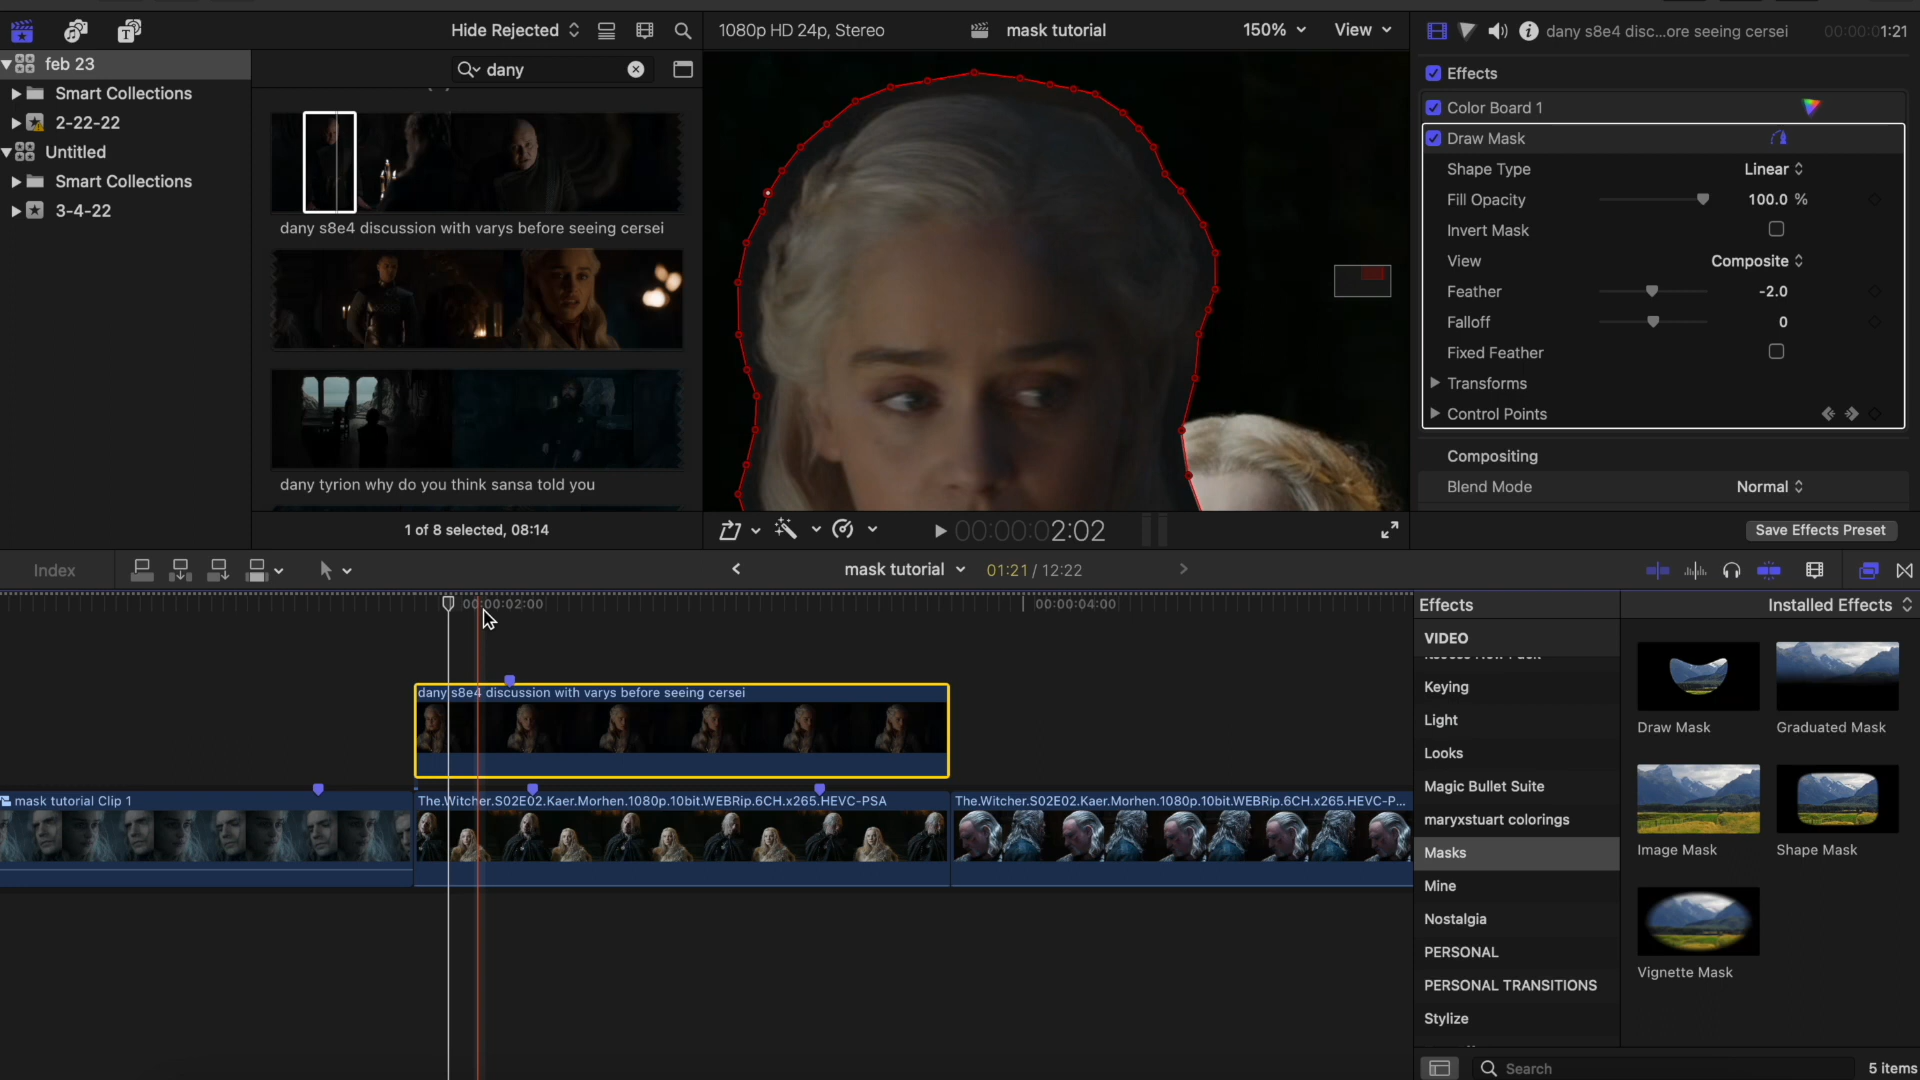 Hide Rejected
1080p HD 24p, Stereo
mask tutorial
150%
View
dany s8e4 disc...ore seeing cersei
00:00:01:21
feb 23
Smart Collections
2-22-22
Untitled
Smart Collections
3-4-22
dany
dany s8e4 discussion with varys before seeing cersei
dany tyrion why do you think sansa told you
1 of 8 selected, 08:14
00:00:02:02
Effects
Color Board 1
Draw Mask
Shape Type
Linear
Fill Opacity
100.0 %
Invert Mask
View
Composite
Feather
-2.0
Falloff
0
Fixed Feather
Transforms
Control Points
Compositing
Blend Mode
Normal
Save Effects Preset
Index
mask tutorial
01:21 / 12:22
00:00:02:00
00:00:04:00
dany s8e4 discussion with varys before seeing cersei
mask tutorial Clip 1
The.Witcher.S02E02.Kaer.Morhen.1080p.10bit.WEBRip.6CH.x265.HEVC-PSA
The.Witcher.S02E02.Kaer.Morhen.1080p.10bit.WEBRip.6CH.x265.HEVC-P...
Effects
Installed Effects
VIDEO
Keying
Light
Looks
Magic Bullet Suite
maryxstuart colorings
Masks
Mine
Nostalgia
PERSONAL
PERSONAL TRANSITIONS
Stylize
Draw Mask
Graduated Mask
Image Mask
Shape Mask
Vignette Mask
Search
5 items